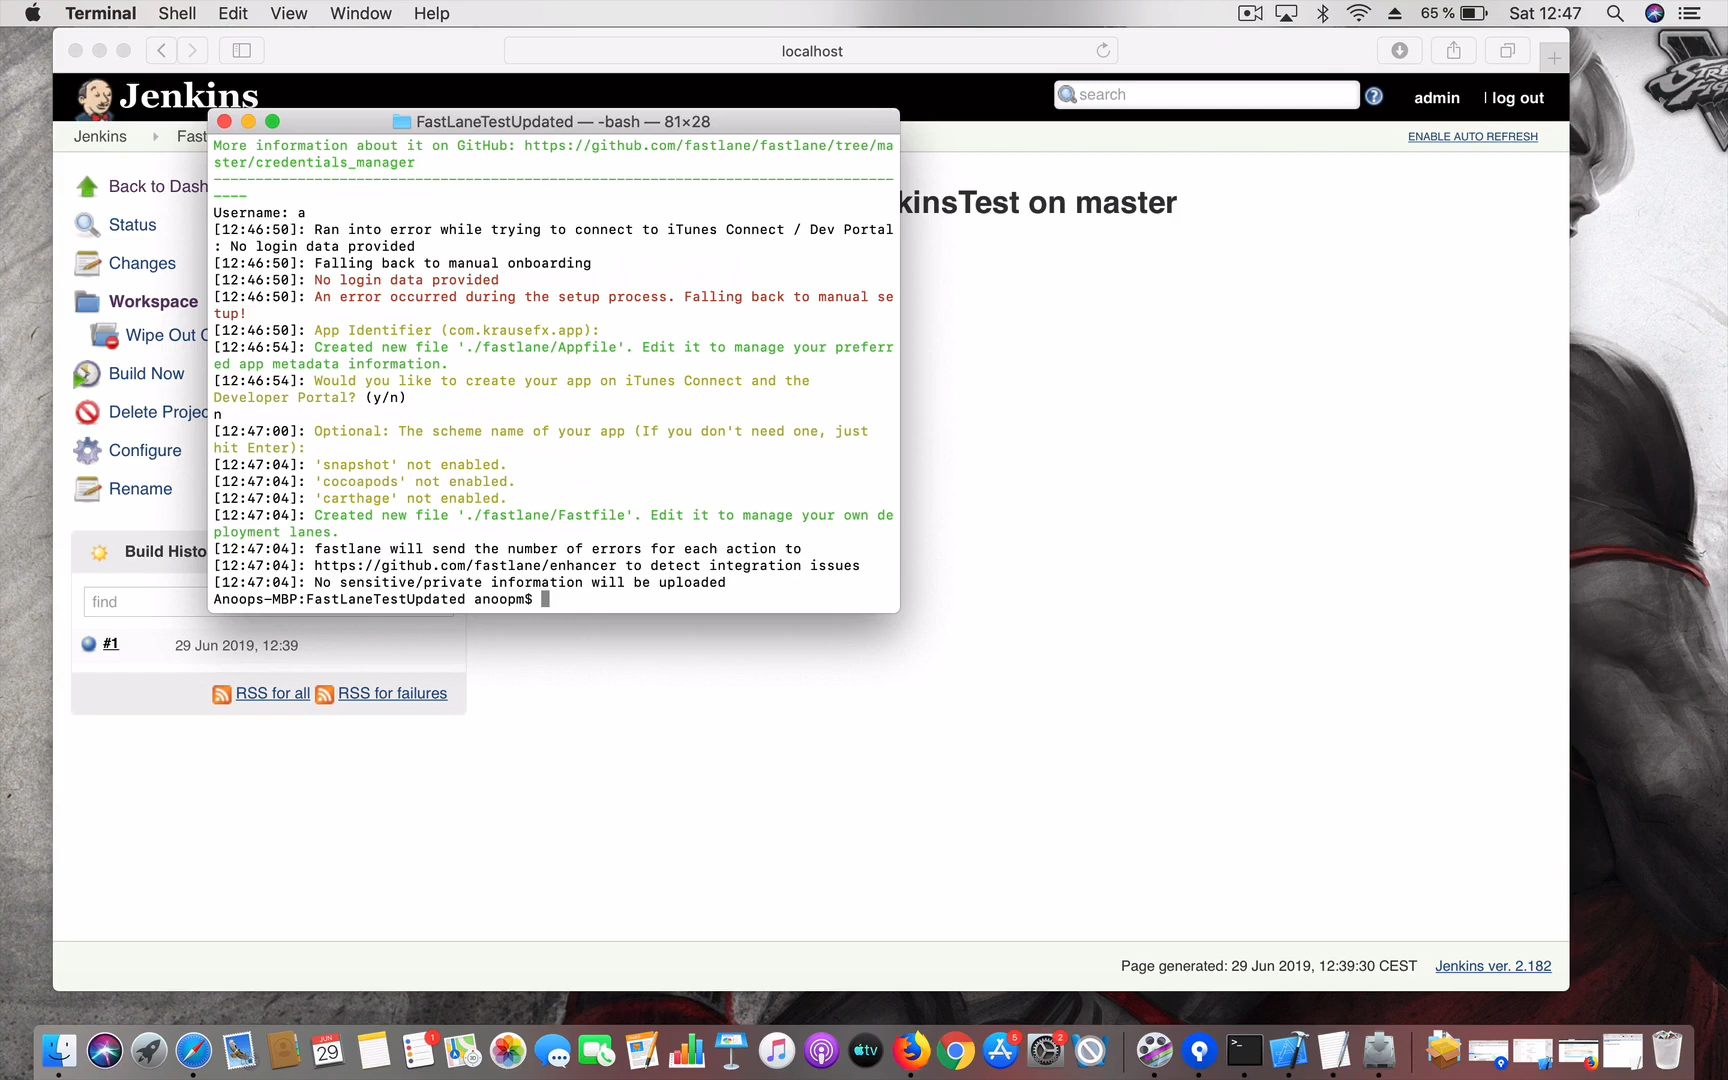 Terminal Shell Edit View Window Help
65 % Sat 12:47
localhost
Jenkins
search
admin | log out
Jenkins Fast
ENABLE AUTO REFRESH
FastLaneTestUpdated — -bash — 81×28
More information about it on GitHub: https://github.com/fastlane/fastlane/tree/ma
ster/credentials_manager
---------------------------------------------------------------------------------
----
Username: a
[12:46:50]: Ran into error while trying to connect to iTunes Connect / Dev Portal
: No login data provided
[12:46:50]: Falling back to manual onboarding
[12:46:50]: No login data provided
[12:46:50]: An error occurred during the setup process. Falling back to manual se
tup!
[12:46:50]: App Identifier (com.krausefx.app):
[12:46:54]: Created new file './fastlane/Appfile'. Edit it to manage your preferr
ed app metadata information.
[12:46:54]: Would you like to create your app on iTunes Connect and the
Developer Portal? (y/n)
n
[12:47:00]: Optional: The scheme name of your app (If you don't need one, just
hit Enter):
[12:47:04]: 'snapshot' not enabled.
[12:47:04]: 'cocoapods' not enabled.
[12:47:04]: 'carthage' not enabled.
[12:47:04]: Created new file './fastlane/Fastfile'. Edit it to manage your own de
ployment lanes.
[12:47:04]: fastlane will send the number of errors for each action to
[12:47:04]: https://github.com/fastlane/enhancer to detect integration issues
[12:47:04]: No sensitive/private information will be uploaded
Anoops-MBP:FastLaneTestUpdated anoopm$
kinsTest on master
Back to Dash
Status
Changes
Workspace
Wipe Out
Build Now
Delete Projec
Configure
Rename
Build Histo
find
#1 29 Jun 2019, 12:39
RSS for all RSS for failures
Page generated: 29 Jun 2019, 12:39:30 CEST Jenkins ver. 2.182
JUN
29
1
tv
5
2